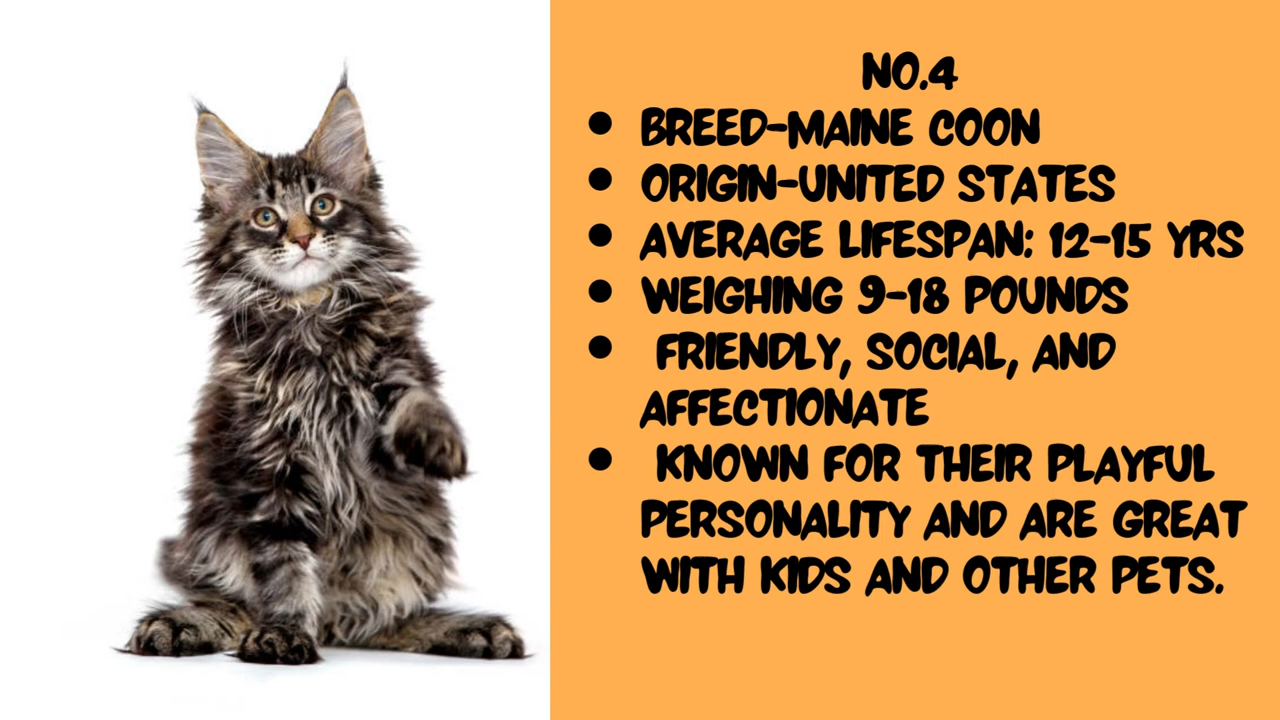 NO.4
• BREED-MAINE COON
• ORIGIN-UNITED STATES
• AVERAGE LIFESPAN: 12-15 YRS
• WEIGHING 9-18 POUNDS
• FRIENDLY, SOCIAL, AND
AFFECTIONATE
• KNOWN FOR THEIR PLAYFUL
PERSONALITY AND ARE GREAT
WITH KIDS AND OTHER PETS.